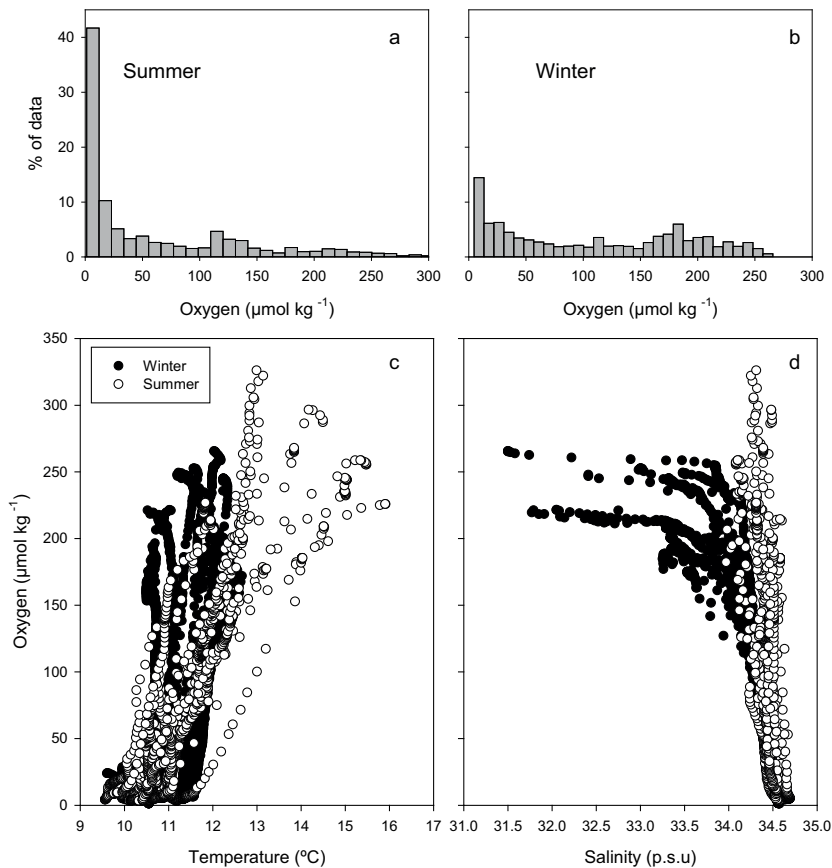 a
Summer
% of data
40
30
20
10
0
0 50 100 150 200 250 300
Oxygen (µmol kg -1)
b
Winter
0 50 100 150 200 250 300
Oxygen (µmol kg -1)
c
Winter
Summer
Oxygen (µmol kg-1)
350
300
250
200
150
100
50
0
9 10 11 12 13 14 15 16 17
Temperature (ºC)
d
31.0 31.5 32.0 32.5 33.0 33.5 34.0 34.5 35.0
Salinity (p.s.u)